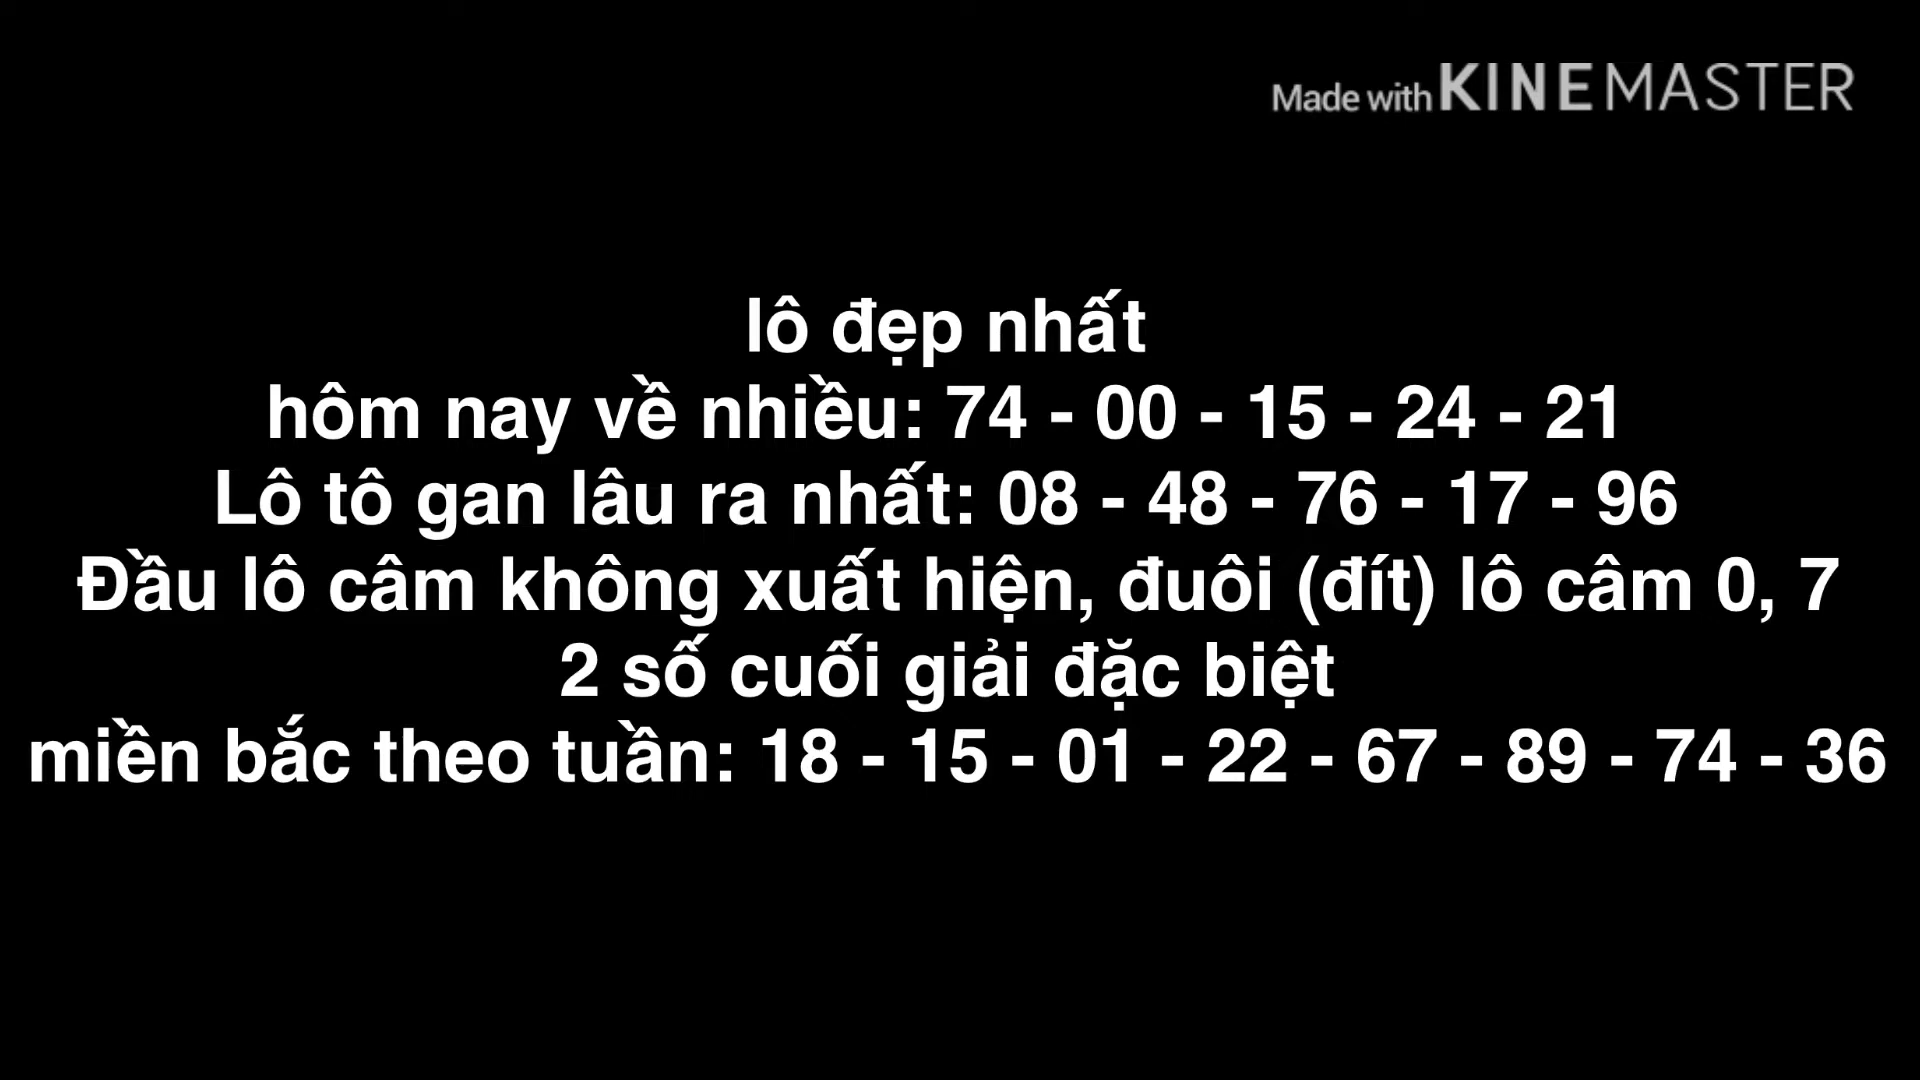 Made with KINEMASTER
lô đẹp nhất
hôm nay về nhiều: 74 - 00 - 15 - 24 - 21
Lô tô gan lâu ra nhất: 08 - 48 - 76 - 17 - 96
Đầu lô câm không xuất hiện, đuôi (đít) lô câm 0, 7
2 số cuối giải đặc biệt
miền bắc theo tuần: 18 - 15 - 01 - 22 - 67 - 89 - 74 - 36